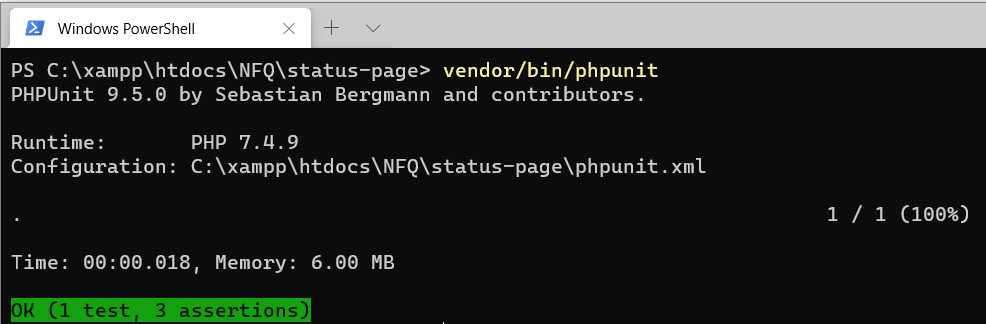 Windows PowerShell
PS C:\xampp\htdocs\NFQ\status-page> vendor/bin/phpunit
PHPUnit 9.5.0 by Sebastian Bergmann and contributors.
Runtime:       PHP 7.4.9
Configuration: C:\xampp\htdocs\NFQ\status-page\phpunit.xml
.                                                                   1 / 1 (100%)
Time: 00:00.018, Memory: 6.00 MB
OK (1 test, 3 assertions)